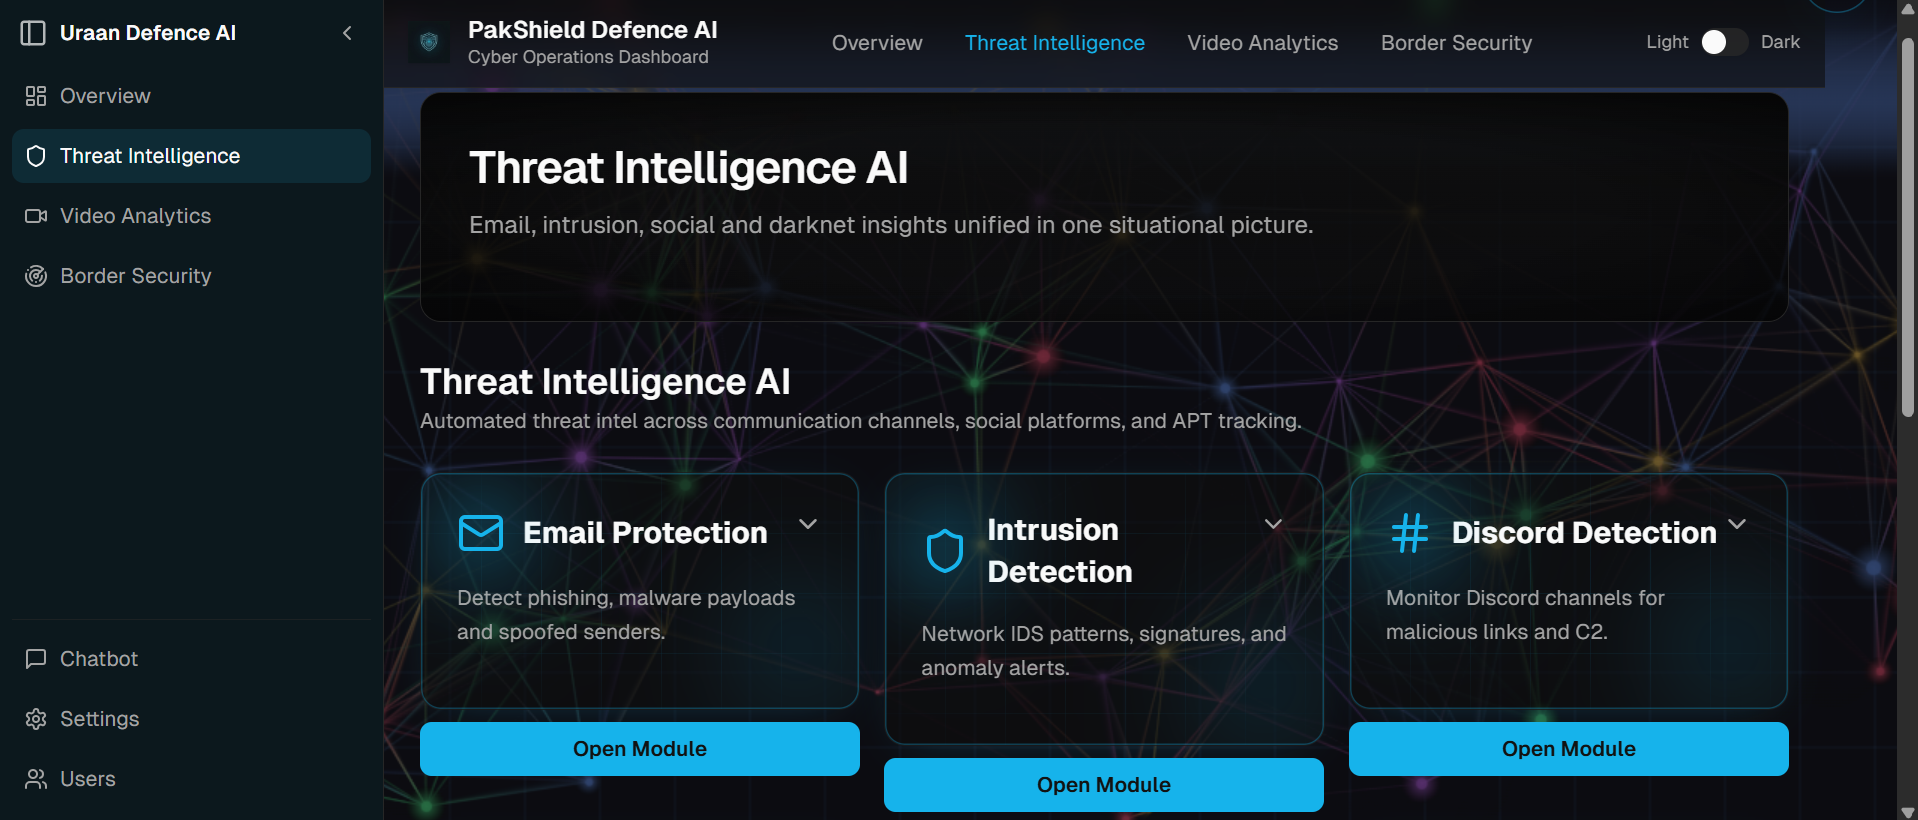 Uraan Defence AI
Overview
Threat Intelligence
Video Analytics
Border Security
Chatbot
Settings
Users
PakShield Defence AI
Cyber Operations Dashboard
Overview
Threat Intelligence
Video Analytics
Border Security
Light
Dark
Threat Intelligence AI
Email, intrusion, social and darknet insights unified in one situational picture.
Threat Intelligence AI
Automated threat intel across communication channels, social platforms, and APT tracking.
Email Protection
Detect phishing, malware payloads
and spoofed senders.
Open Module
Intrusion
Detection
Network IDS patterns, signatures, and
anomaly alerts.
Open Module
Discord Detection
Monitor Discord channels for
malicious links and C2.
Open Module